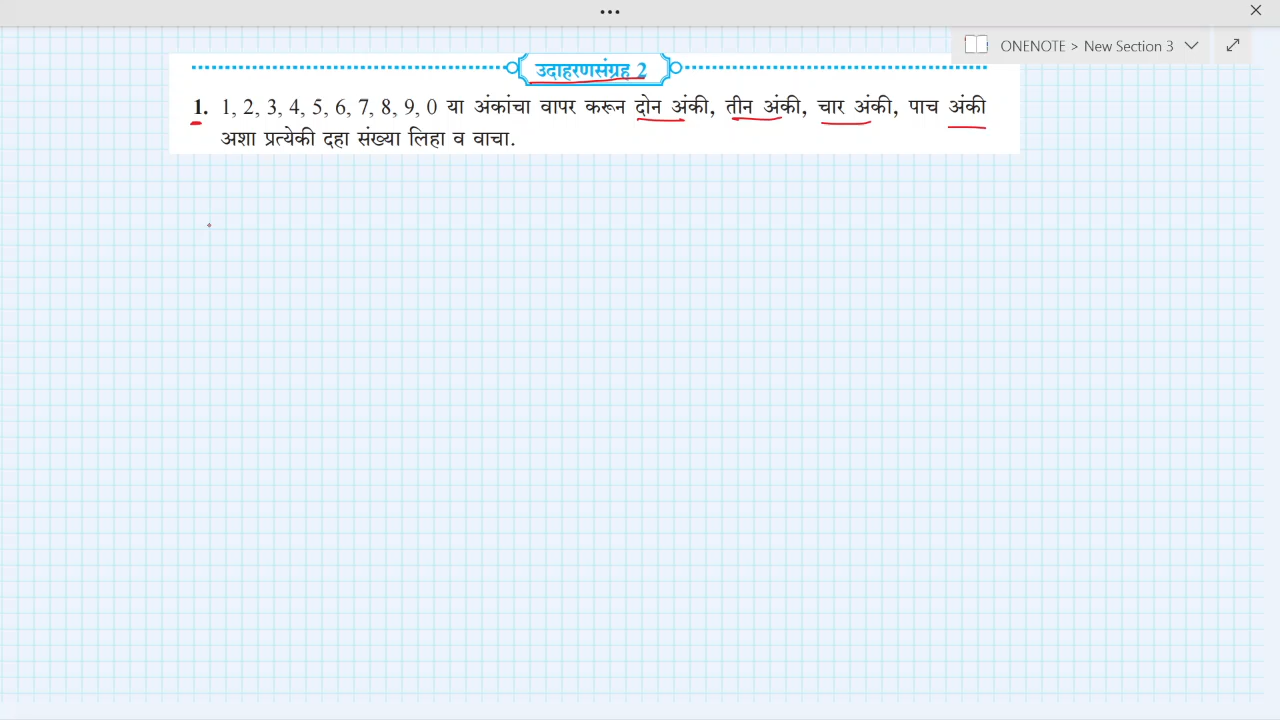 ...
ONENOTE > New Section 3
उदाहरणसंग्रह 2
1. 1, 2, 3, 4, 5, 6, 7, 8, 9, 0 या अंकांचा वापर करून दोन अंकी, तीन अंकी, चार अंकी, पाच अंकी
अशा प्रत्येकी दहा संख्या लिहा व वाचा.